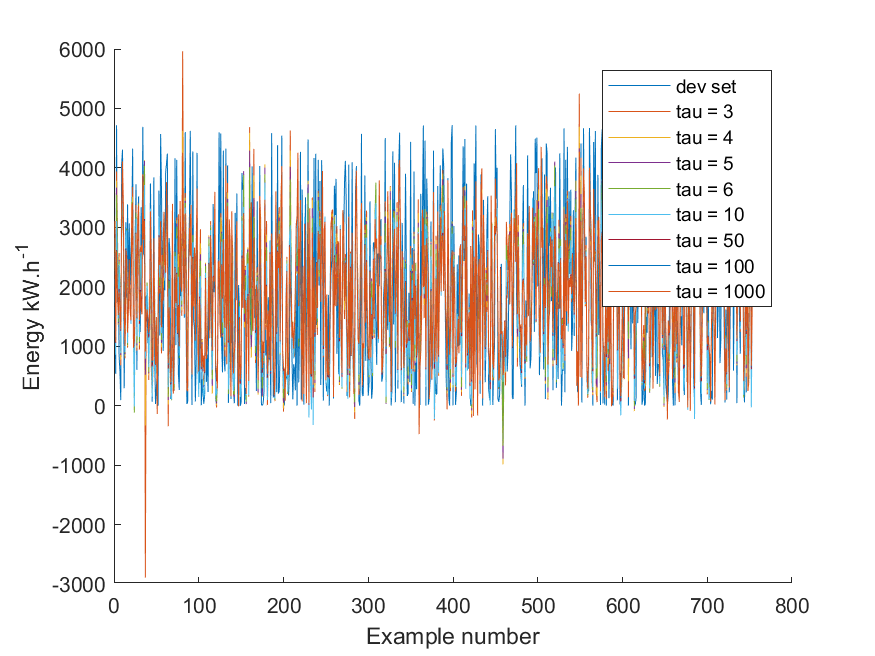 6000
5000
4000
3000
2000
1000
0
-1000
-2000
-3000
Energy kW.h-1
dev set
tau = 3
tau = 4
tau = 5
tau = 6
tau = 10
tau = 50
tau = 100
tau = 1000
0 100 200 300 400 500 600 700 800
Example number